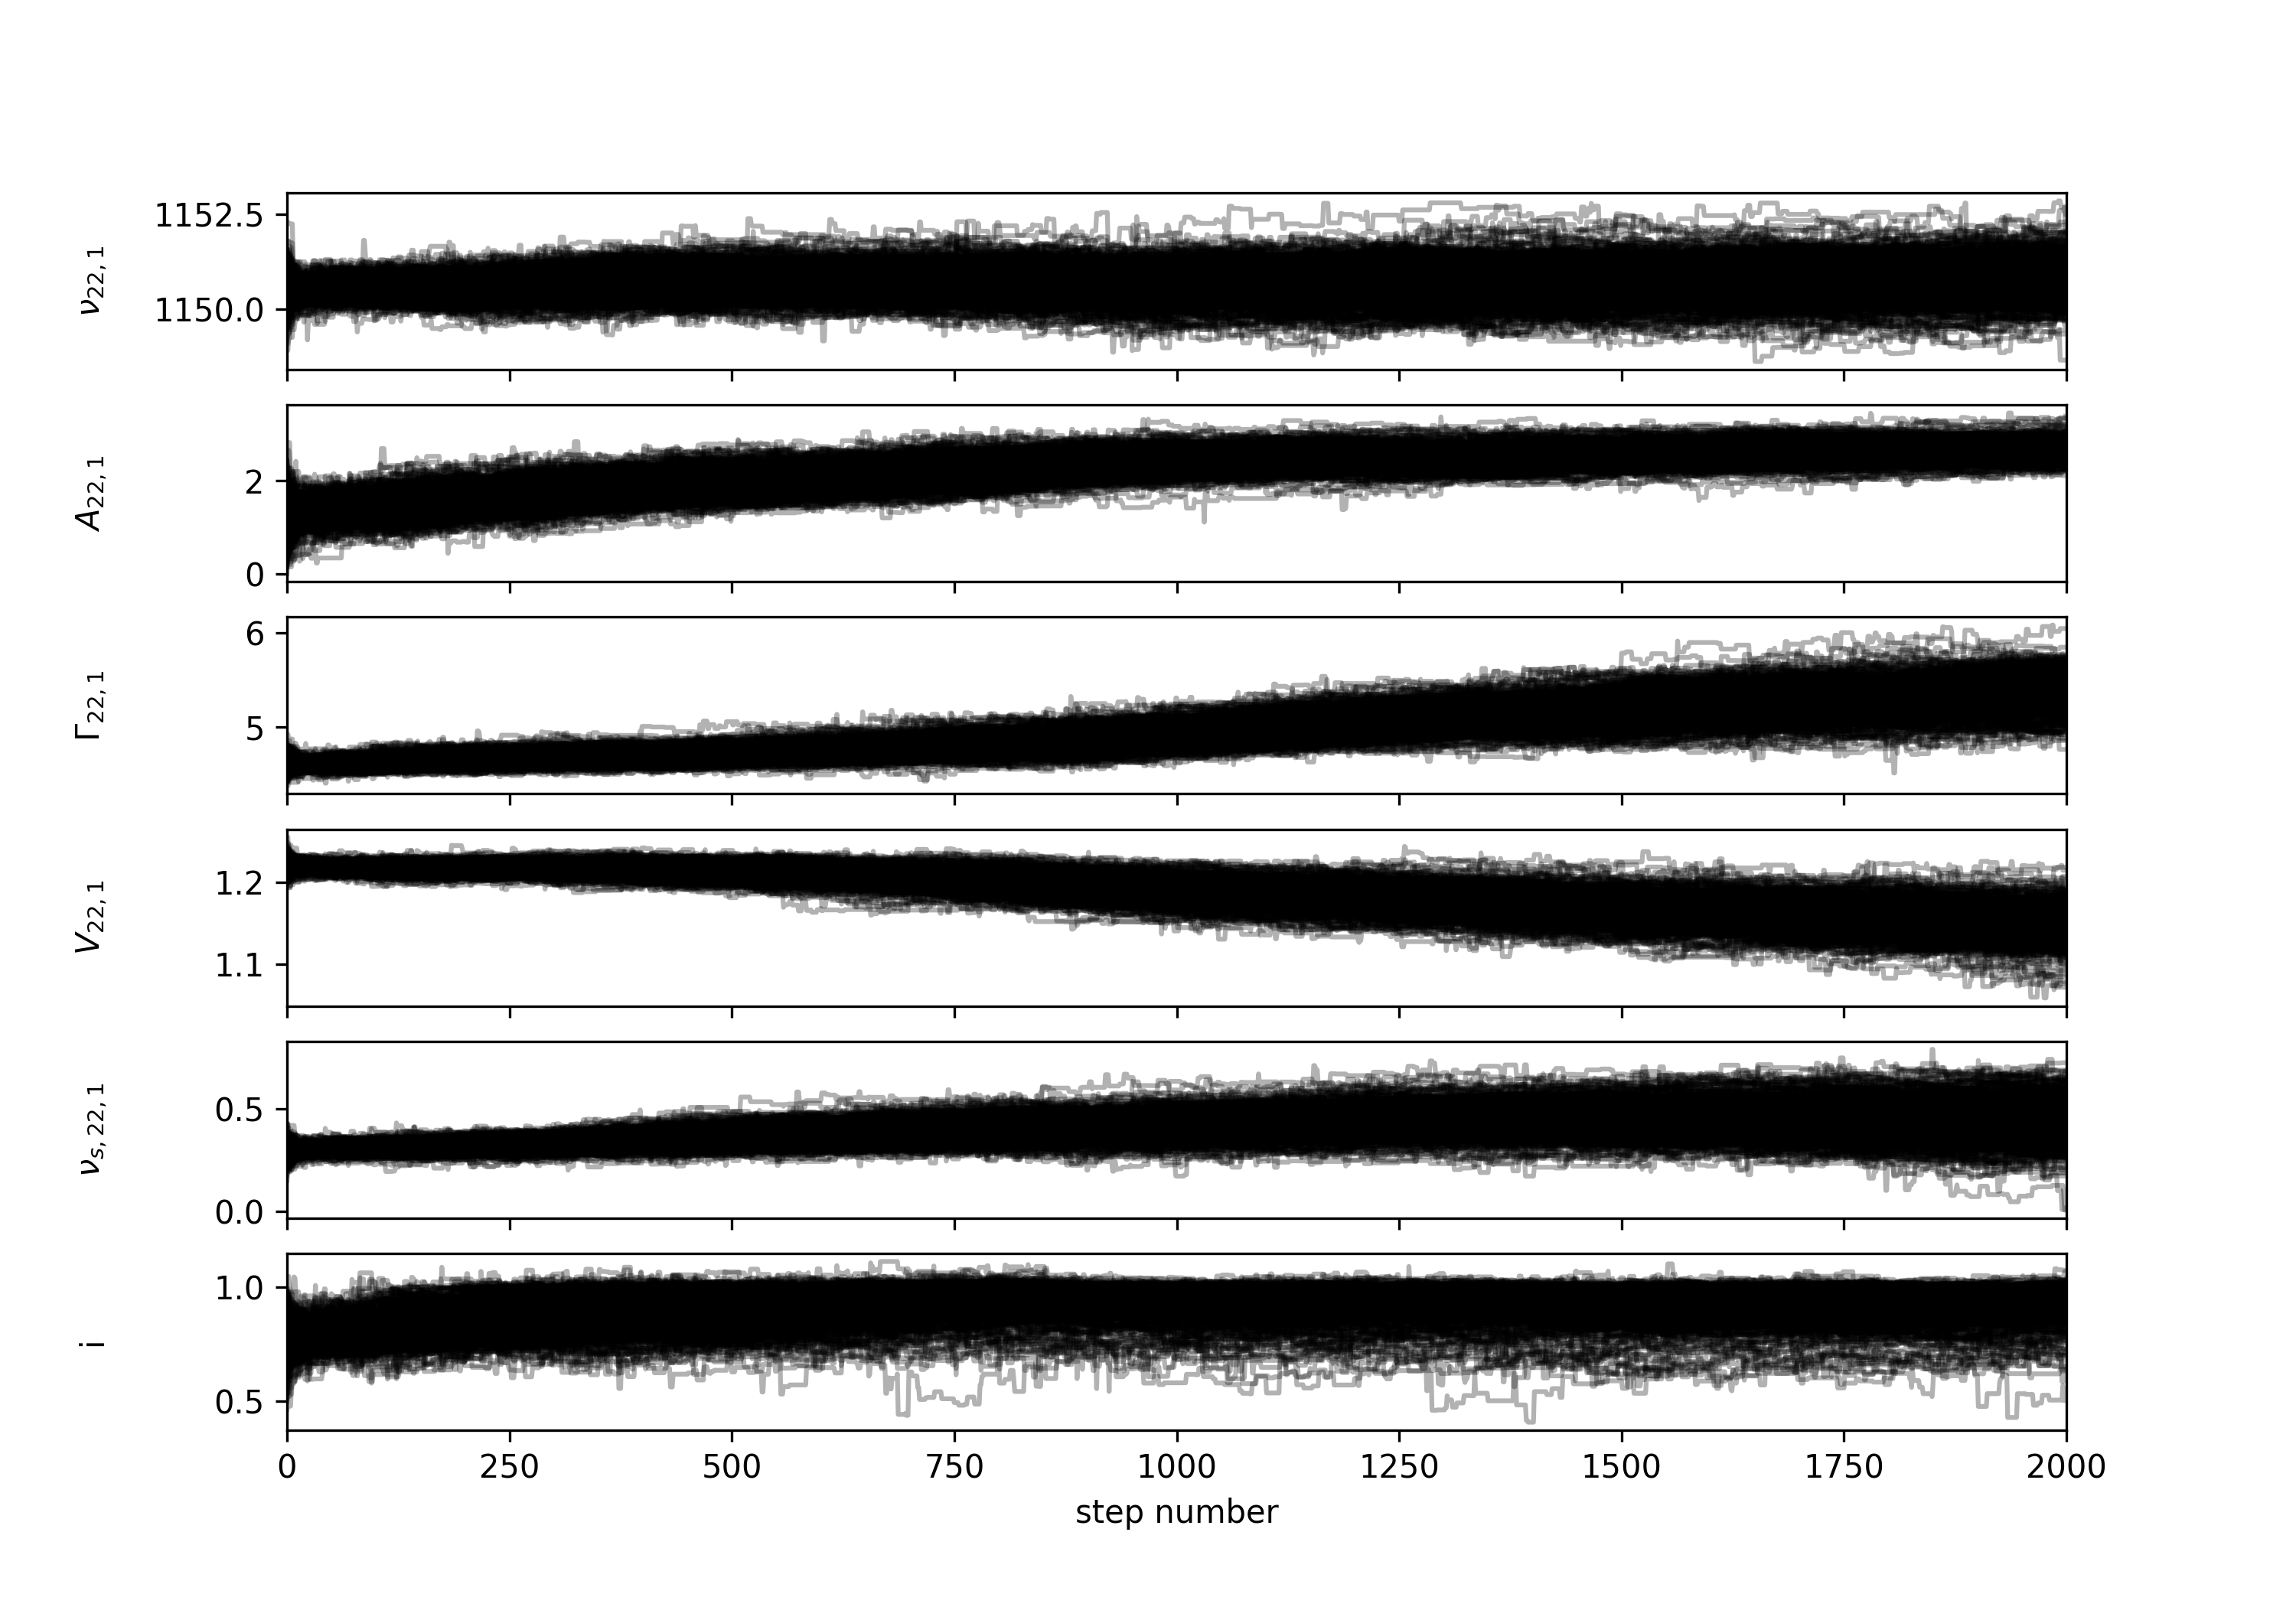 1152.5
1150.0
ν22, 1
2
0
A22, 1
6
5
Γ22, 1
1.2
1.1
V22, 1
0.5
0.0
νs, 22, 1
1.0
0.5
i
0 250 500 750 1000 1250 1500 1750 2000
step number